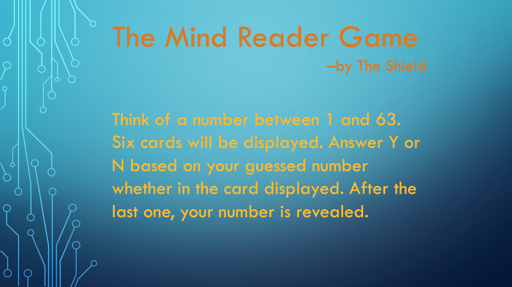 The Mind Reader Game
–by The Shield
Think of a number between 1 and 63.
Six cards will be displayed. Answer Y or
N based on your guessed number
whether in the card displayed. After the
last one, your number is revealed.